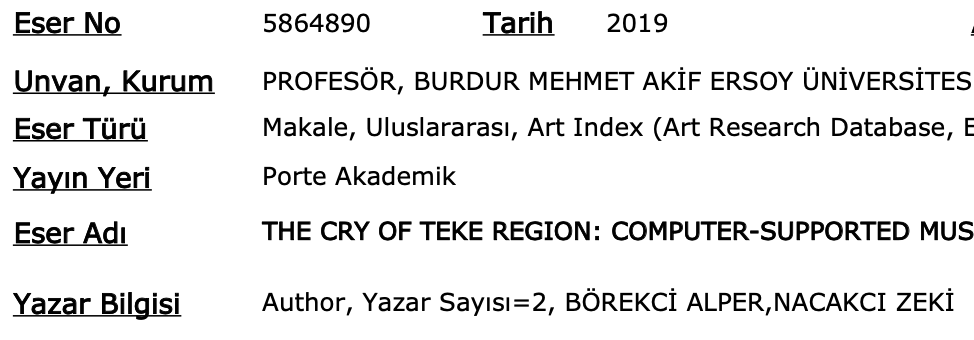 Eser No 5864890 Tarih 2019
Unvan, Kurum PROFESÖR, BURDUR MEHMET AKİF ERSOY ÜNİVERSİTES
Eser Türü Makale, Uluslararası, Art Index (Art Research Database, E
Yayın Yeri Porte Akademik
Eser Adı THE CRY OF TEKE REGION: COMPUTER-SUPPORTED MUS
Yazar Bilgisi Author, Yazar Sayısı=2, BÖREKCİ ALPER,NACAKCI ZEKİ